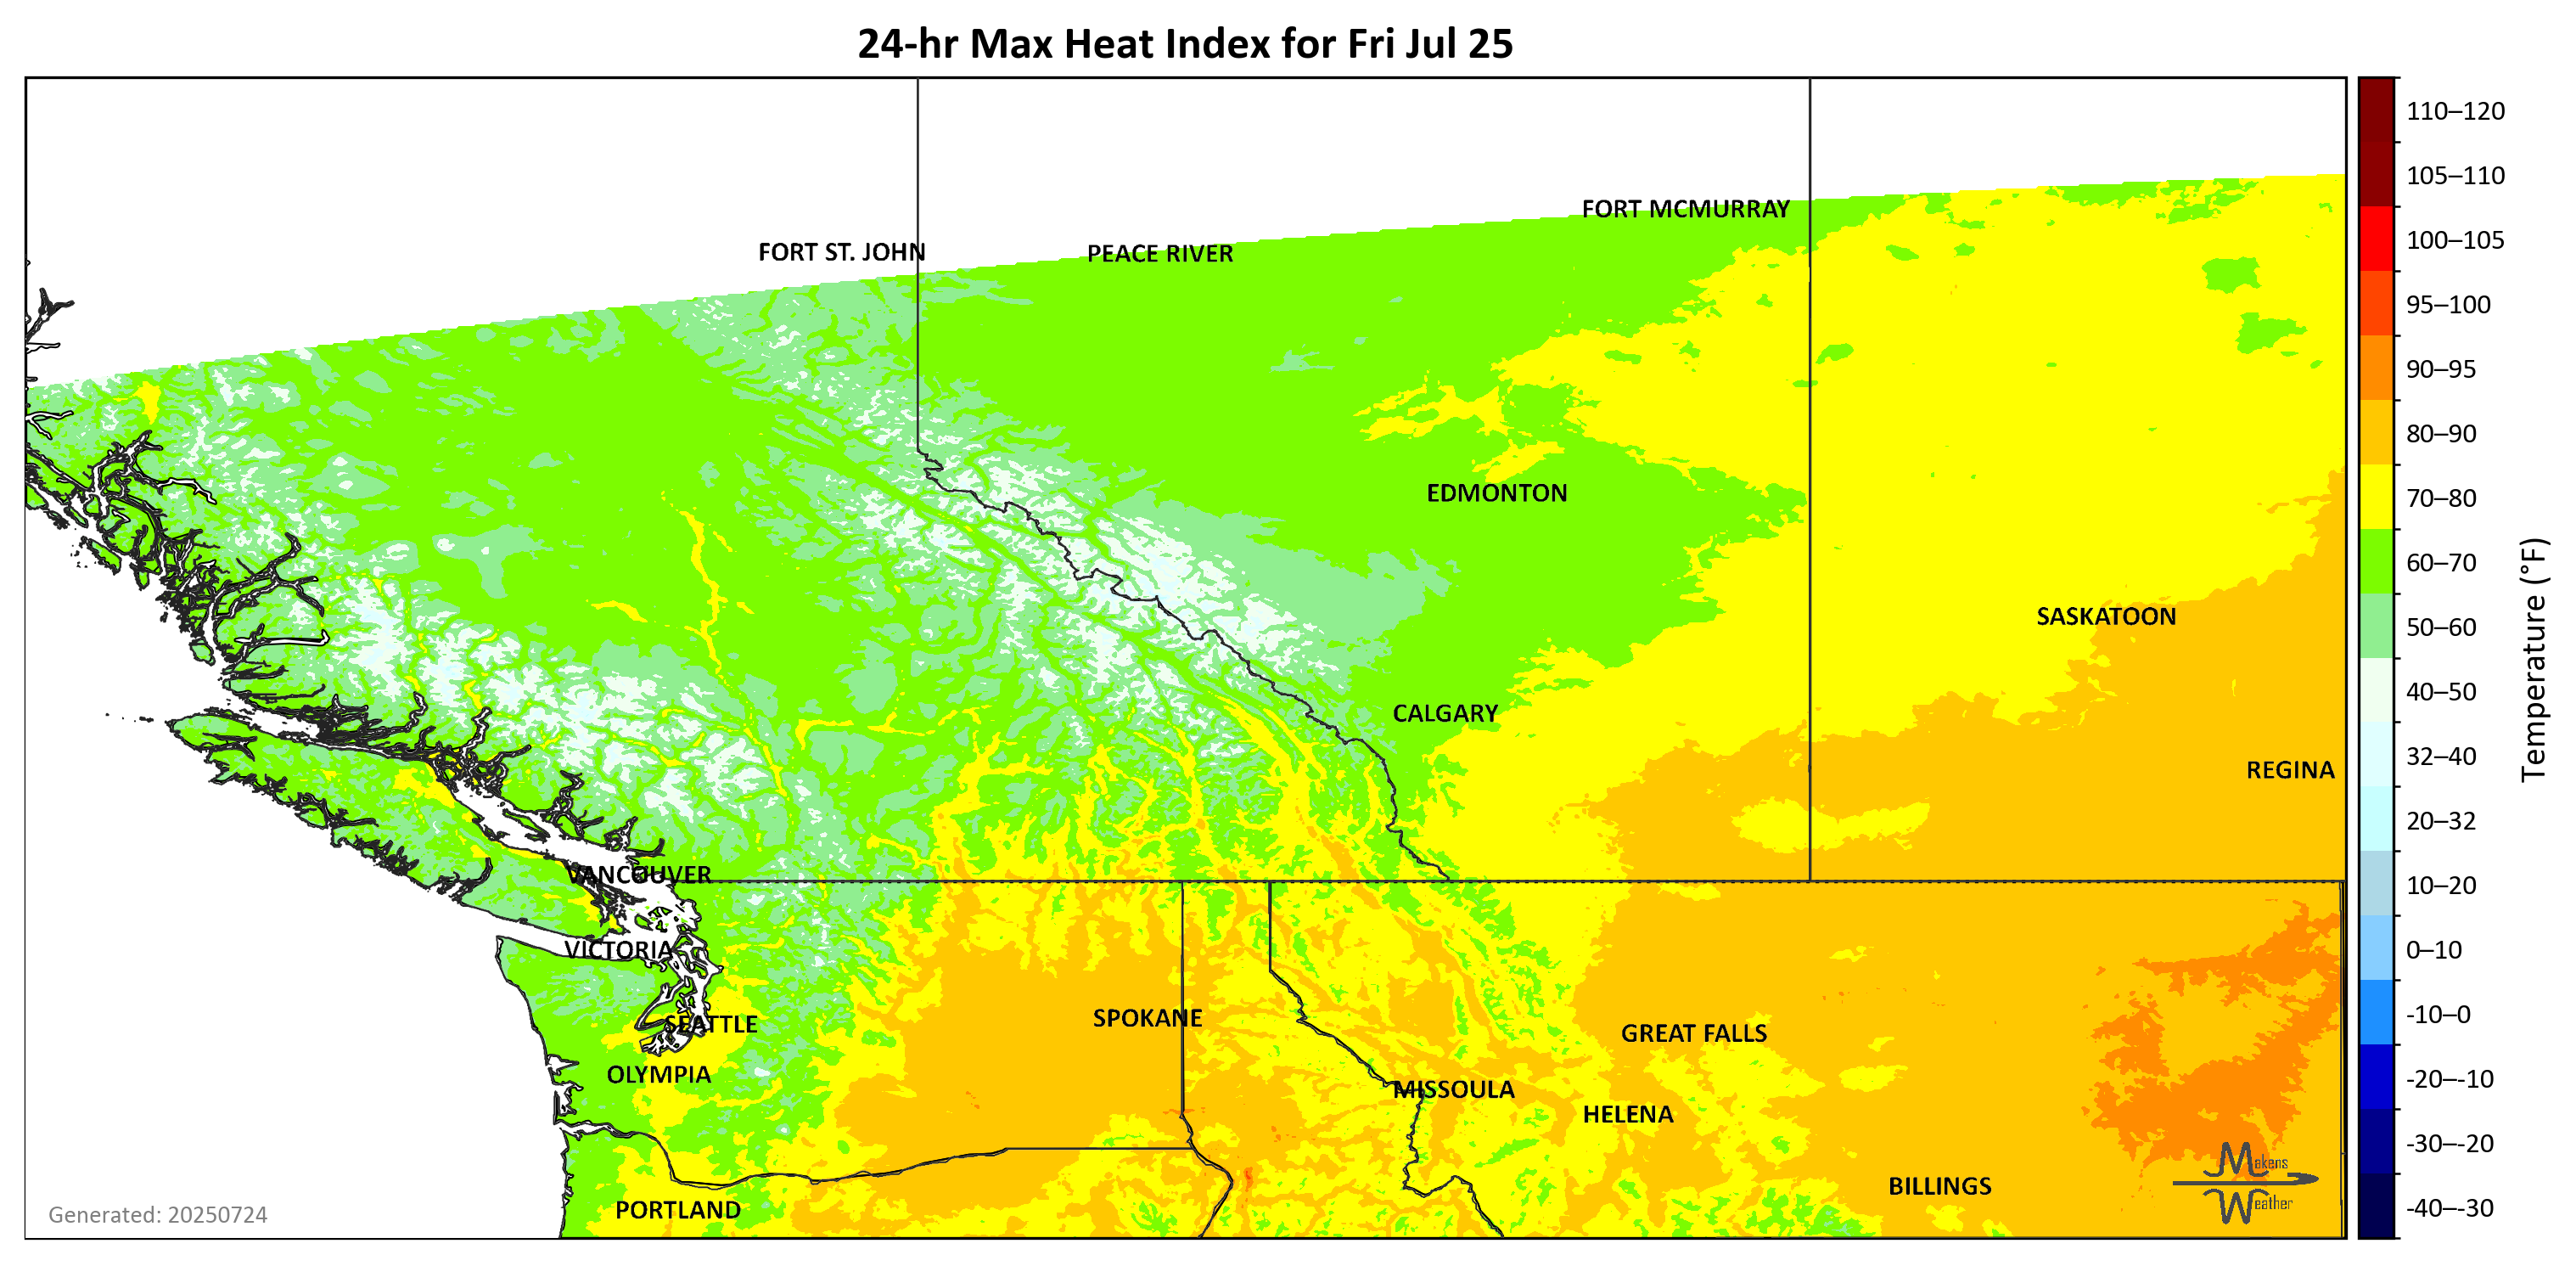 24-hr Max Heat Index for Fri Jul 25
110–120
105–110
FORT MCMURRAY
100–105
FORT ST. JOHN
PEACE RIVER
95–100
90–95
80–90
EDMONTON
70–80
60–70
SASKATOON
50–60
Temperature (°F)
40–50
CALGARY
32–40
REGINA
20–32
VANCOUVER
10–20
VICTORIA
0–10
SPOKANE
-10–0
SEATTLE
GREAT FALLS
OLYMPIA
-20–-10
MISSOULA
HELENA
-30–-20
Makens
Weather
BILLINGS
PORTLAND
-40–-30
Generated: 20250724